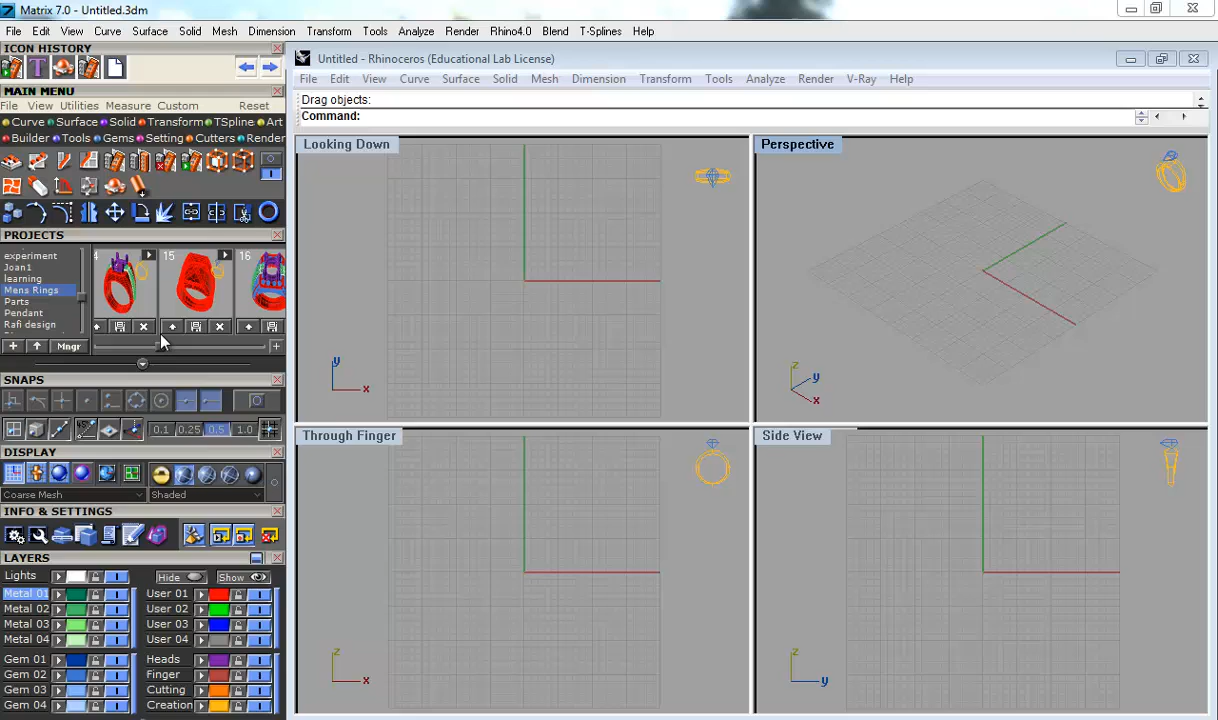 Matrix 7.0 - Untitled.3dm
File Edit View Curve Surface Solid Mesh Dimension Transform Tools Analyze Render Rhino4.0 Blend T-Splines Help
ICON HISTORY
MAIN MENU
File View Utilities Measure Custom Reset
Curve Surface Solid Transform TSpline Art
Builder Tools Gems Setting Cutters Render
PROJECTS
experiment
Joan1
learning
Mens Rings
Parts
Pendant
Rafi design
4 15 16
Mngr
SNAPS
0.1 0.25 0.5 1.0
DISPLAY
Coarse Mesh Shaded
INFO & SETTINGS
LAYERS
Lights Hide Show
Metal 01 User 01
Metal 02 User 02
Metal 03 User 03
Metal 04 User 04
Gem 01 Heads
Gem 02 Finger
Gem 03 Cutting
Gem 04 Creation
Untitled - Rhinoceros (Educational Lab License)
File Edit View Curve Surface Solid Mesh Dimension Transform Tools Analyze Render V-Ray Help
Drag objects:
Command:
Looking Down
y
x
Perspective
z
y
x
Through Finger
z
x
Side View
z
y